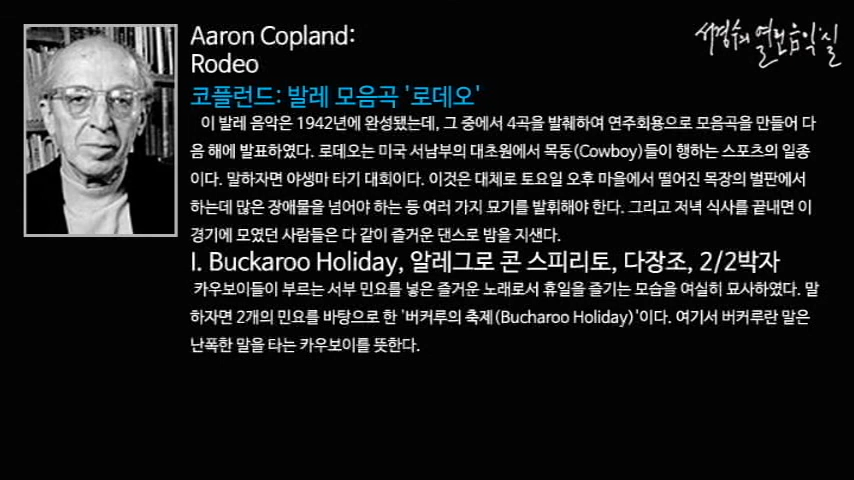 Aaron Copland:
Rodeo
서경수의 열린음악실
코플런드: 발레 모음곡 '로데오'
이 발레 음악은 1942년에 완성됐는데, 그 중에서 4곡을 발췌하여 연주회용으로 모음곡을 만들어 다
음 해에 발표하였다. 로데오는 미국 서남부의 대초원에서 목동(Cowboy)들이 행하는 스포츠의 일종
이다. 말하자면 야생마 타기 대회이다. 이것은 대체로 토요일 오후 마을에서 떨어진 목장의 벌판에서
하는데 많은 장애물을 넘어야 하는 등 여러 가지 묘기를 발휘해야 한다. 그리고 저녁 식사를 끝내면 이
경기에 모였던 사람들은 다 같이 즐거운 댄스로 밤을 지샌다.
I. Buckaroo Holiday, 알레그로 콘 스피리토, 다장조, 2/2박자
카우보이들이 부르는 서부 민요를 넣은 즐거운 노래로서 휴일을 즐기는 모습을 여실히 묘사하였다. 말
하자면 2개의 민요를 바탕으로 한 '버커루의 축제(Bucharoo Holiday)'이다. 여기서 버커루란 말은
난폭한 말을 타는 카우보이를 뜻한다.